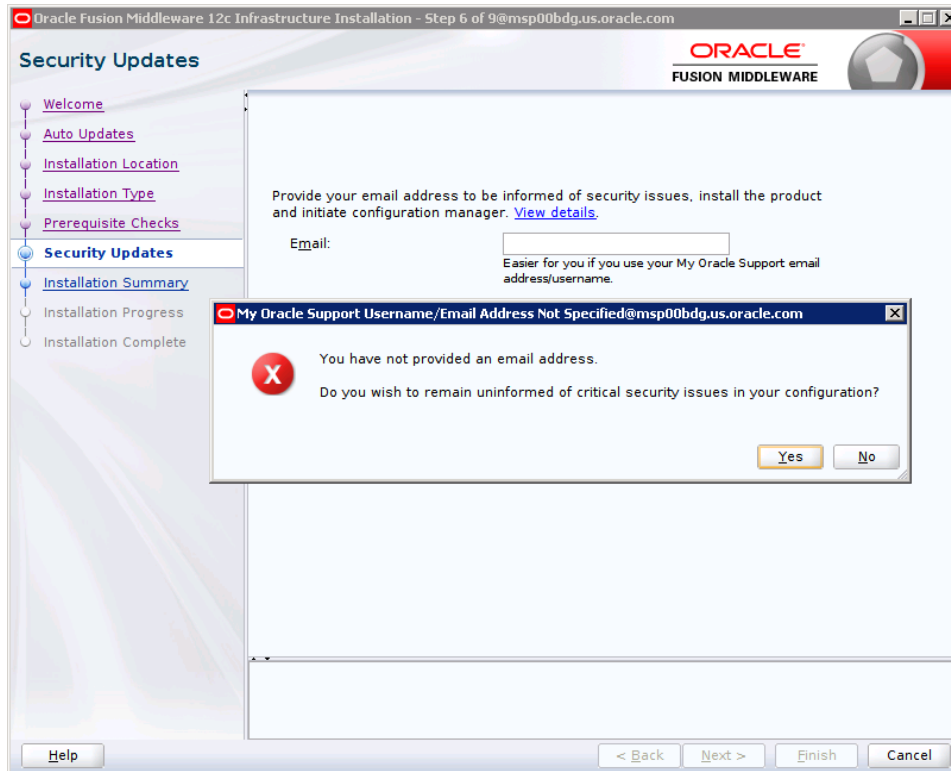 Oracle Fusion Middleware 12c Infrastructure Installation - Step 6 of 9@msp00bdg.us.oracle.com
Security Updates
ORACLE
FUSION MIDDLEWARE
Welcome
Auto Updates
Installation Location
Installation Type
Prerequisite Checks
Security Updates
Installation Summary
Installation Progress
Installation Complete
Provide your email address to be informed of security issues, install the product
and initiate configuration manager. View details.
Email:
Easier for you if you use your My Oracle Support email
address/username.
My Oracle Support Username/Email Address Not Specified@msp00bdg.us.oracle.com
You have not provided an email address.
Do you wish to remain uninformed of critical security issues in your configuration?
Yes No
Help < Back Next > Finish Cancel